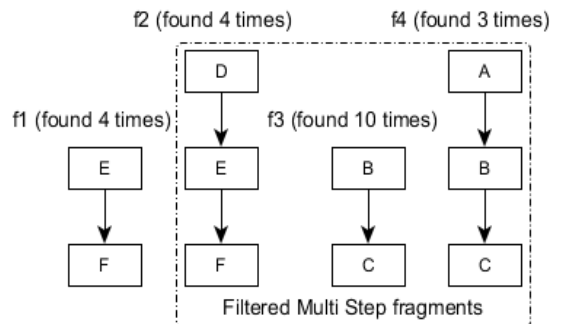 f2 (found 4 times)
f4 (found 3 times)
D
A
f1 (found 4 times)
f3 (found 10 times)
E
E
B
B
F
F
C
C
Filtered Multi Step fragments